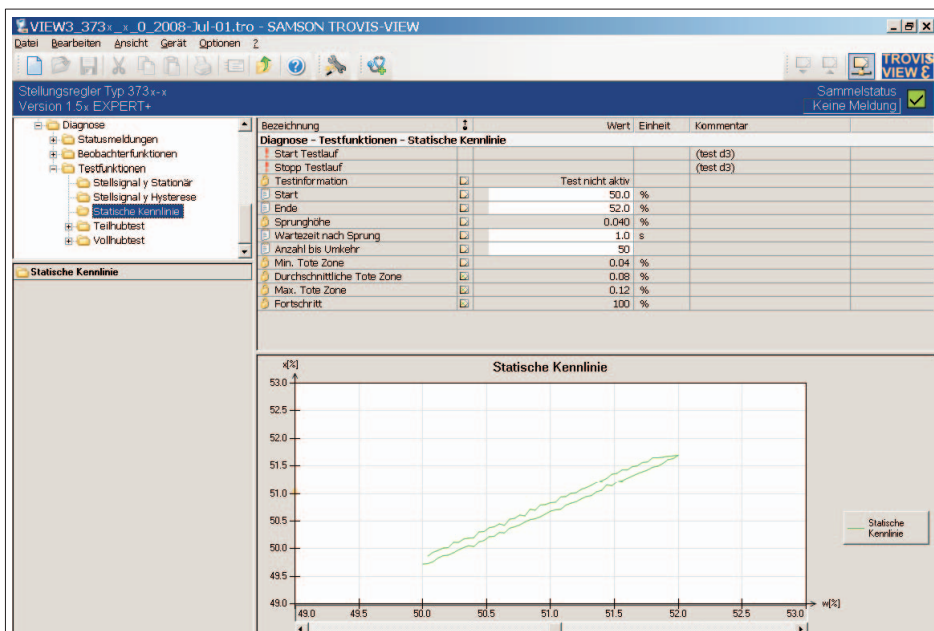 VIEW3_373x_x_0_2008-Jul-01.tro - SAMSON TROVIS-VIEW
Datei Bearbeiten Ansicht Gerät Optionen ?
TROVIS
VIEW 3
Stellungsregler Typ 373x-x
Version 1.5x EXPERT+
Sammelstatus
Keine Meldung
Diagnose
Statusmeldungen
Beobachterfunktionen
Testfunktionen
Stellsignal y Stationär
Stellsignal y Hysterese
Statische Kennlinie
Teilhubtest
Vollhubtest
Statische Kennlinie
Bezeichnung Wert Einheit Kommentar
Diagnose - Testfunktionen - Statische Kennlinie
Start Testlauf (test d3)
Stopp Testlauf (test d3)
Testinformation Test nicht aktiv
Start 50.0 %
Ende 52.0 %
Sprunghöhe 0.040 %
Wartezeit nach Sprung 1.0 s
Anzahl bis Umkehr 50
Min. Tote Zone 0.04 %
Durchschnittliche Tote Zone 0.08 %
Max. Tote Zone 0.12 %
Fortschritt 100 %
Statische Kennlinie
x[%]
53.0
52.5
52.0
51.5
51.0
50.5
50.0
49.5
49.0
49.0 49.5 50.0 50.5 51.0 51.5 52.0 52.5 53.0
w[%]
Statische
Kennlinie